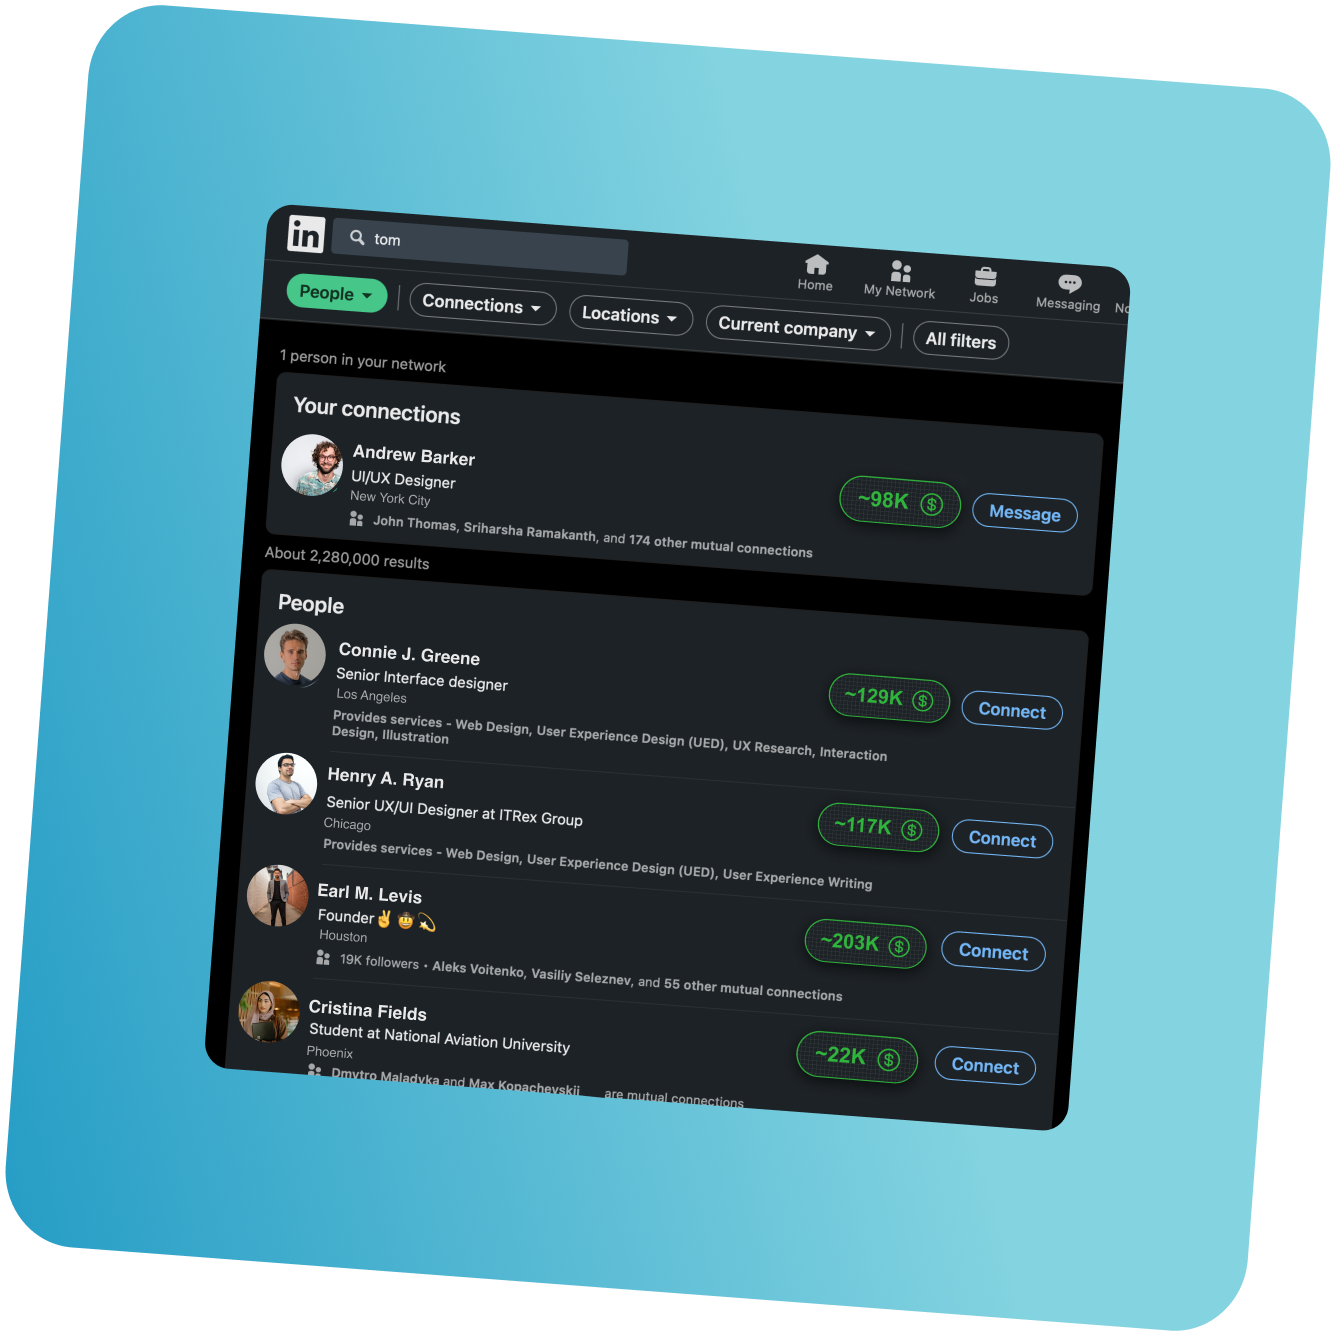 in
tom
Home
My Network
Jobs
Messaging
No
People
Connections
Locations
Current company
All filters
1 person in your network
Your connections
Andrew Barker
UI/UX Designer
New York City
John Thomas, Sriharsha Ramakanth, and 174 other mutual connections
~98K $
Message
About 2,280,000 results
People
Connie J. Greene
Senior Interface designer
Los Angeles
Provides services - Web Design, User Experience Design (UED), UX Research, Interaction
Design, Illustration
~129K $
Connect
Henry A. Ryan
Senior UX/UI Designer at ITRex Group
Chicago
Provides services - Web Design, User Experience Design (UED), User Experience Writing
~117K $
Connect
Earl M. Levis
Founder✌️🤠💫
Houston
19K followers • Aleks Voitenko, Vasiliy Seleznev, and 55 other mutual connections
~203K $
Connect
Cristina Fields
Student at National Aviation University
Phoenix
Dmytro Maladyka and Max Kopachevskii are mutual connections
~22K $
Connect